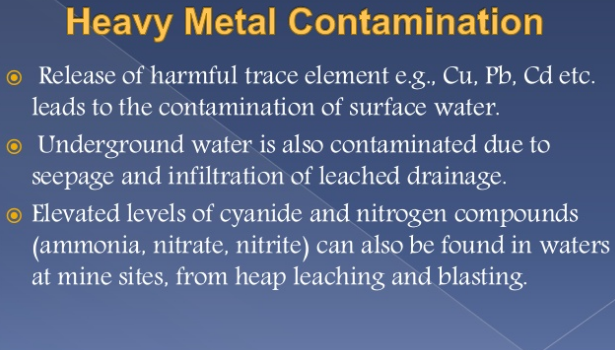 Heavy Metal Contamination
Release of harmful trace element e.g., Cu, Pb, Cd etc.
leads to the contamination of surface water.
Underground water is also contaminated due to
seepage and infiltration of leached drainage.
Elevated levels of cyanide and nitrogen compounds
(ammonia, nitrate, nitrite) can also be found in waters
at mine sites, from heap leaching and blasting.